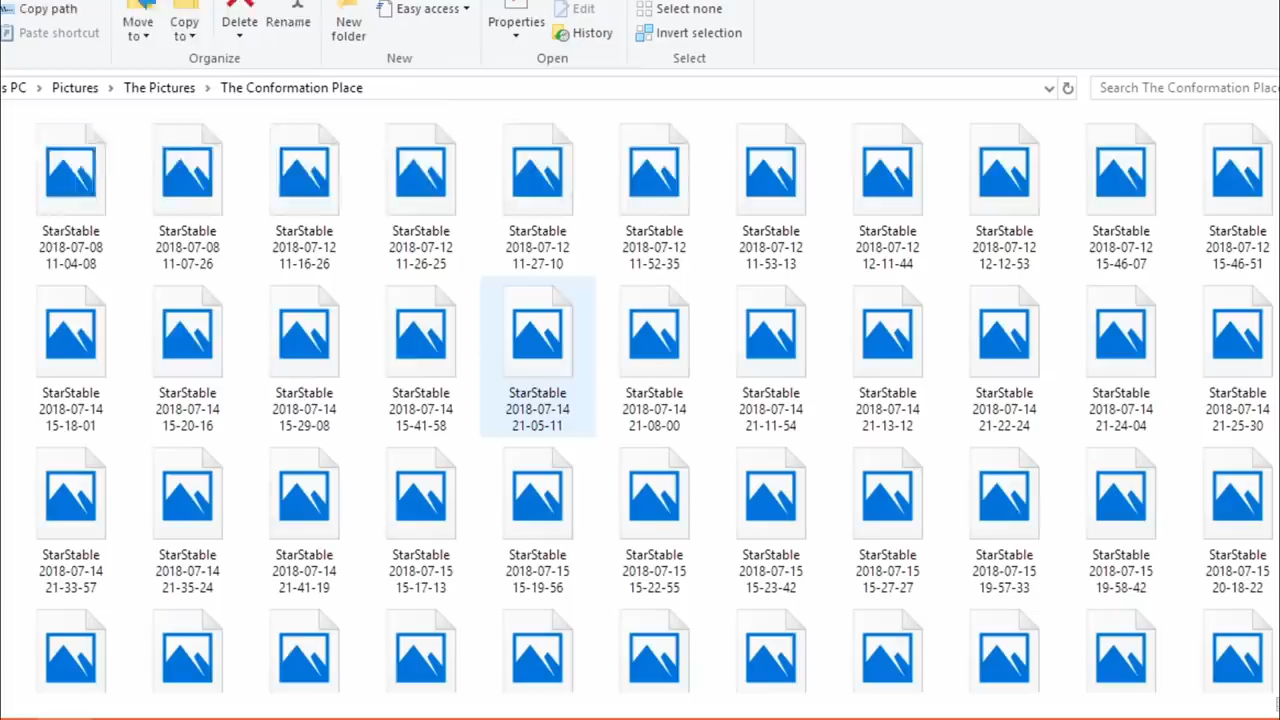 Copy path
Paste shortcut
Move to
Copy to
Delete
Rename
Organize
New folder
Easy access
New
Properties
Edit
History
Open
Select none
Invert selection
Select
s PC > Pictures > The Pictures > The Conformation Place
Search The Conformation Plac
StarStable 2018-07-08 11-04-08
StarStable 2018-07-08 11-07-26
StarStable 2018-07-12 11-16-26
StarStable 2018-07-12 11-26-25
StarStable 2018-07-12 11-27-10
StarStable 2018-07-12 11-52-35
StarStable 2018-07-12 11-53-13
StarStable 2018-07-12 12-11-44
StarStable 2018-07-12 12-12-53
StarStable 2018-07-12 15-46-07
StarStable 2018-07-12 15-46-51
StarStable 2018-07-14 15-18-01
StarStable 2018-07-14 15-20-16
StarStable 2018-07-14 15-29-08
StarStable 2018-07-14 15-41-58
StarStable 2018-07-14 21-05-11
StarStable 2018-07-14 21-08-00
StarStable 2018-07-14 21-11-54
StarStable 2018-07-14 21-13-12
StarStable 2018-07-14 21-22-24
StarStable 2018-07-14 21-24-04
StarStable 2018-07-14 21-25-30
StarStable 2018-07-14 21-33-57
StarStable 2018-07-14 21-35-24
StarStable 2018-07-14 21-41-19
StarStable 2018-07-15 15-17-13
StarStable 2018-07-15 15-19-56
StarStable 2018-07-15 15-22-55
StarStable 2018-07-15 15-23-42
StarStable 2018-07-15 15-27-27
StarStable 2018-07-15 19-57-33
StarStable 2018-07-15 19-58-42
StarStable 2018-07-15 20-18-22